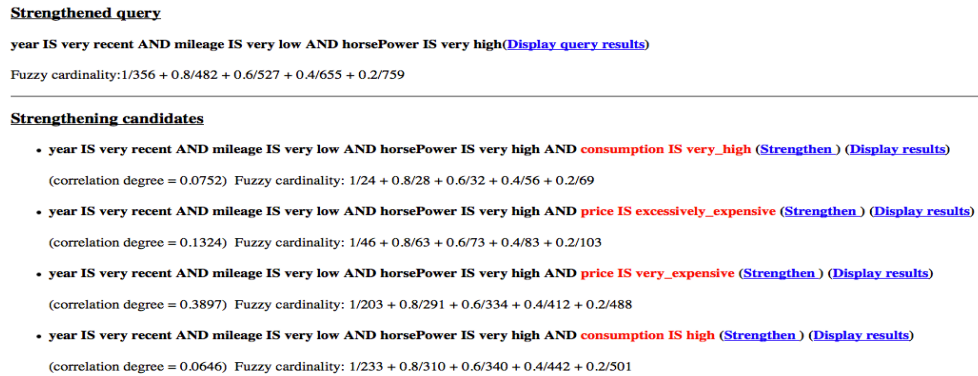 Strengthened query
year IS very recent AND mileage IS very low AND horsePower IS very high(Display query results)
Fuzzy cardinality:1/356 + 0.8/482 + 0.6/527 + 0.4/655 + 0.2/759
Strengthening candidates
• year IS very recent AND mileage IS very low AND horsePower IS very high AND consumption IS very_high (Strengthen ) (Display results)
(correlation degree = 0.0752) Fuzzy cardinality: 1/24 + 0.8/28 + 0.6/32 + 0.4/56 + 0.2/69
• year IS very recent AND mileage IS very low AND horsePower IS very high AND price IS excessively_expensive (Strengthen ) (Display results)
(correlation degree = 0.1324) Fuzzy cardinality: 1/46 + 0.8/63 + 0.6/73 + 0.4/83 + 0.2/103
• year IS very recent AND mileage IS very low AND horsePower IS very high AND price IS very_expensive (Strengthen ) (Display results)
(correlation degree = 0.3897) Fuzzy cardinality: 1/203 + 0.8/291 + 0.6/334 + 0.4/412 + 0.2/488
• year IS very recent AND mileage IS very low AND horsePower IS very high AND consumption IS high (Strengthen ) (Display results)
(correlation degree = 0.0646) Fuzzy cardinality: 1/233 + 0.8/310 + 0.6/340 + 0.4/442 + 0.2/501